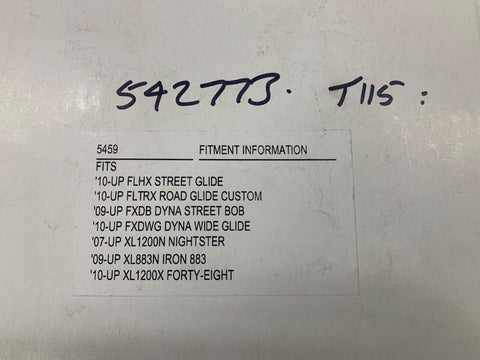 542TTB. T115:
5459 FITMENT INFORMATION
FITS
'10-UP FLHX STREET GLIDE
'10-UP FLTRX ROAD GLIDE CUSTOM
'09-UP FXDB DYNA STREET BOB
'10-UP FXDWG DYNA WIDE GLIDE
'07-UP XL1200N NIGHTSTER
'09-UP XL883N IRON 883
'10-UP XL1200X FORTY-EIGHT